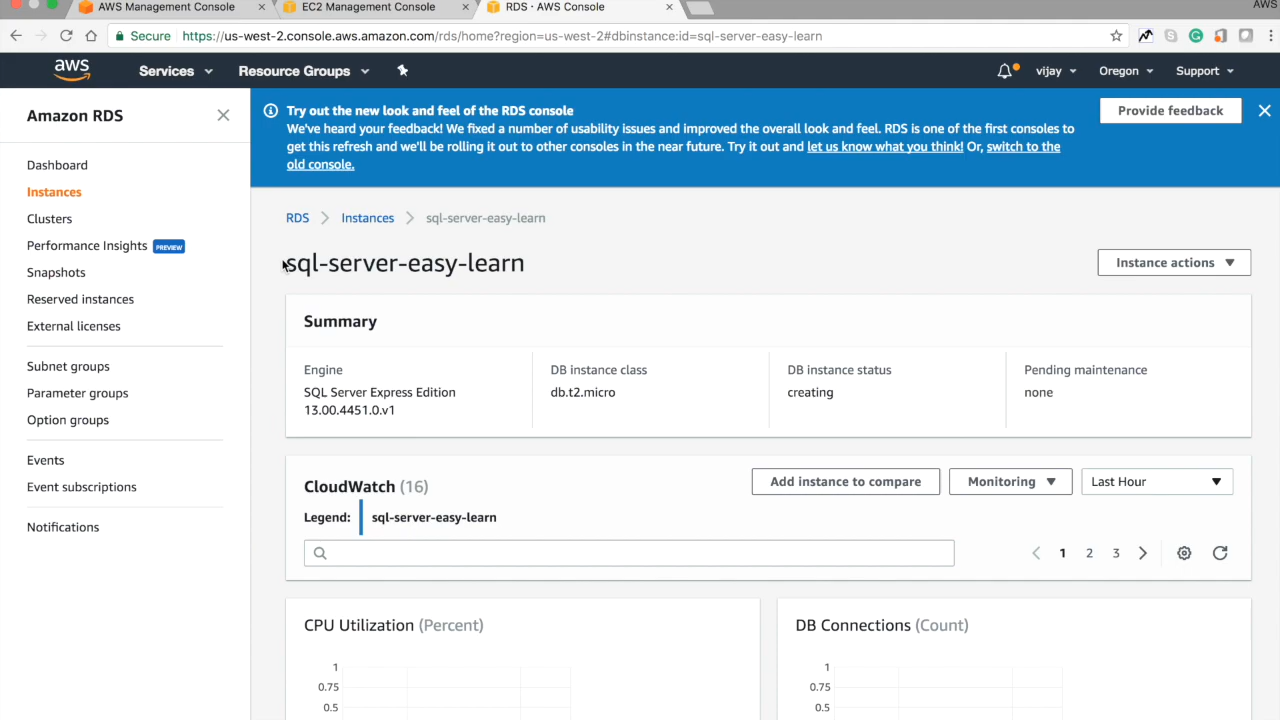 AWS Management Console
EC2 Management Console
RDS · AWS Console
AWS
Secure
https://us-west-2.console.aws.amazon.com/rds/home?region=us-west-2#dbinstance:id=sql-server-easy-learn
aws
Services
Resource Groups
vijay
Oregon
Support
Amazon RDS
Dashboard
Instances
Clusters
Performance Insights PREVIEW
Snapshots
Reserved instances
External licenses
Subnet groups
Parameter groups
Option groups
Events
Event subscriptions
Notifications
Try out the new look and feel of the RDS console
We've heard your feedback! We fixed a number of usability issues and improved the overall look and feel. RDS is one of the first consoles to
get this refresh and we'll be rolling it out to other consoles in the near future. Try it out and let us know what you think! Or, switch to the
old console.
Provide feedback
RDS
Instances
sql-server-easy-learn
sql-server-easy-learn
Instance actions
Summary
Engine
SQL Server Express Edition
13.00.4451.0.v1
DB instance class
db.t2.micro
DB instance status
creating
Pending maintenance
none
CloudWatch (16)
Add instance to compare
Monitoring
Last Hour
Legend:
sql-server-easy-learn
1 2 3
CPU Utilization (Percent)
1
0.75
0.5
DB Connections (Count)
1
0.75
0.5